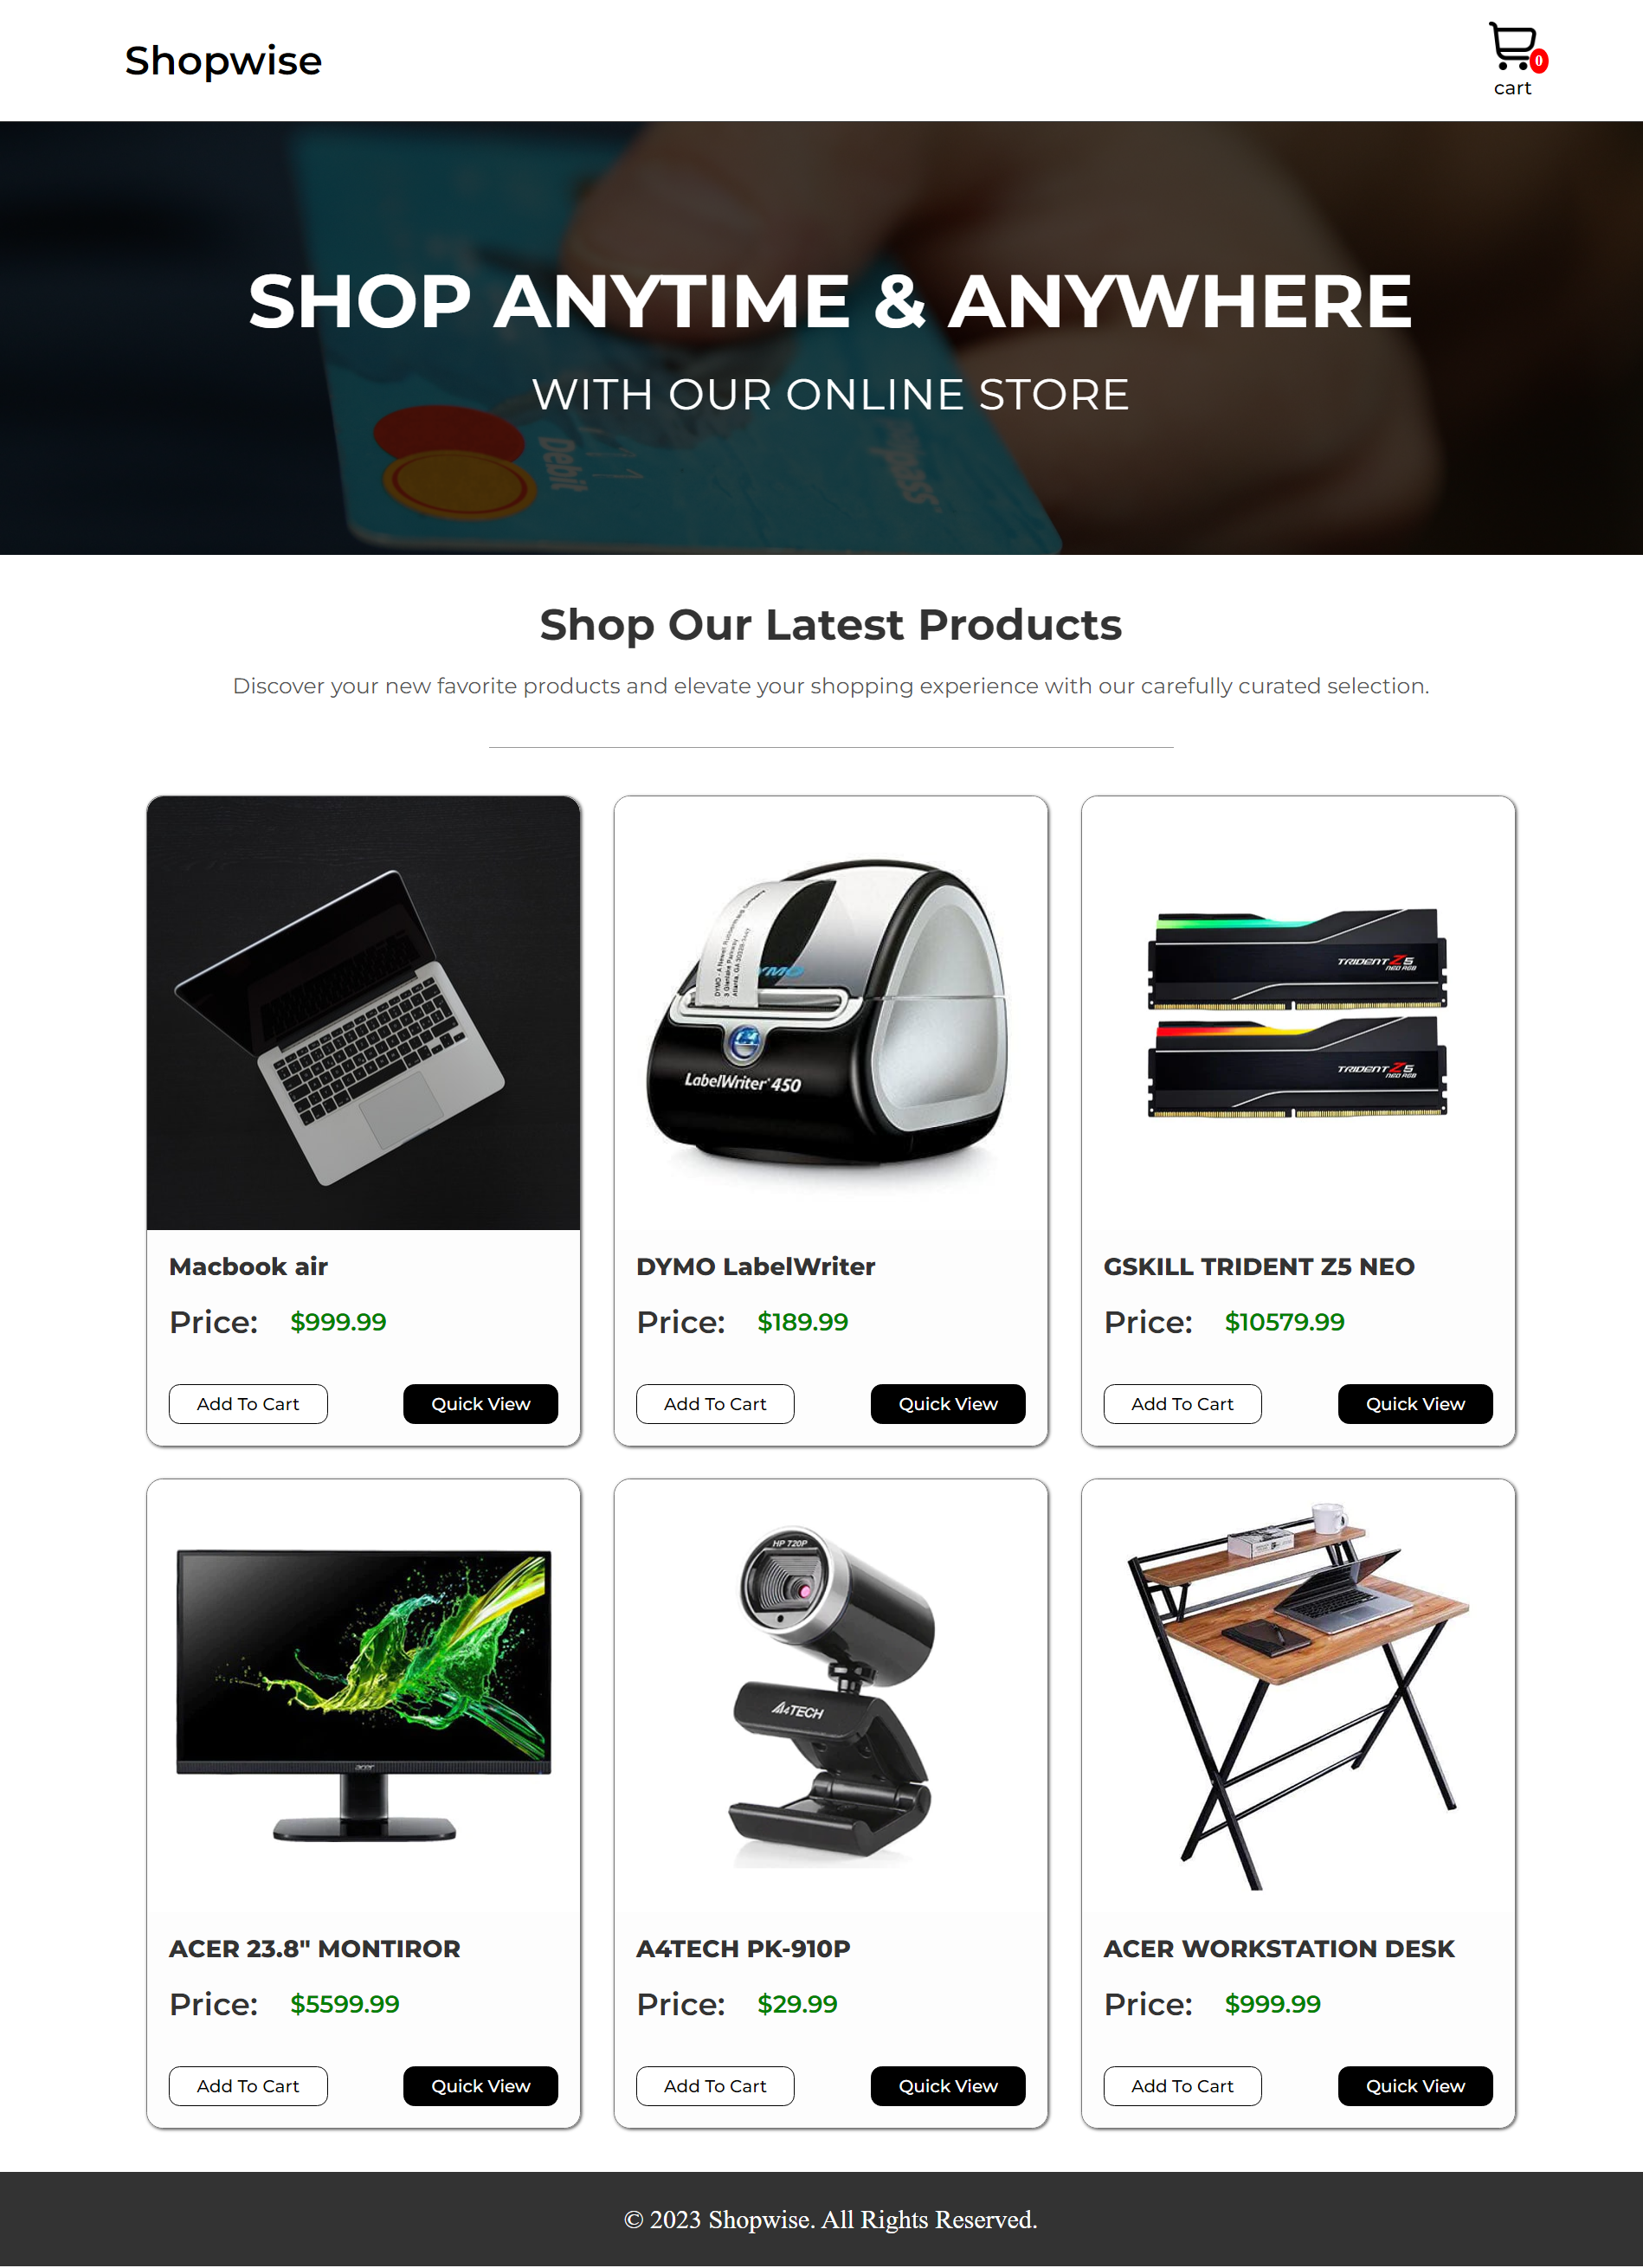 Shopwise
0
cart
SHOP ANYTIME & ANYWHERE
WITH OUR ONLINE STORE
Debit
Shop Our Latest Products
Discover your new favorite products and elevate your shopping experience with our carefully curated selection.
LabelWriter 450
TRIDENT Z5
NEO RGB
TRIDENT Z5
NEO RGB
Macbook air
DYMO LabelWriter
GSKILL TRIDENT Z5 NEO
Price: $999.99
Price: $189.99
Price: $10579.99
Add To Cart
Quick View
Add To Cart
Quick View
Add To Cart
Quick View
HP 720P
A4TECH
acer
ACER 23.8" MONTIROR
A4TECH PK-910P
ACER WORKSTATION DESK
Price: $5599.99
Price: $29.99
Price: $999.99
Add To Cart
Quick View
Add To Cart
Quick View
Add To Cart
Quick View
© 2023 Shopwise. All Rights Reserved.